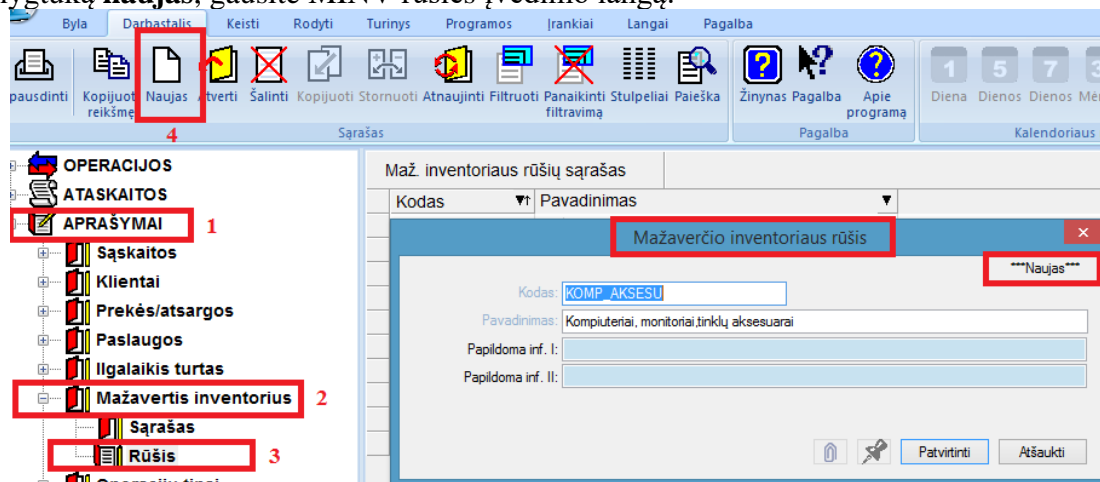 naujas, gausite MINV rūšies įvedimo langą.
Byla Darbastalis Keisti Rodyti Turinys Programos Įrankiai Langai Pagalba
Kopijuoti reikšmę Naujas Atverti Šalinti Kopijuoti Stornuoti Atnaujinti Filtruoti Panaikinti filtravimą Stulpeliai Paieška Žinynas Pagalba Apie programą Diena Dienos Dienos
1 5 7 3
4 Sąrašas Pagalba Kalendoriaus
OPERACIJOS
ATASKAITOS
APRAŠYMAI 1
Sąskaitos
Klientai
Prekės/atsargos
Paslaugos
Ilgalaikis turtas
Mažavertis inventorius 2
Sąrašas
Rūšis 3
Maž. inventoriaus rūšių sąrašas
Kodas Pavadinimas
Mažaverčio inventoriaus rūšis
***Naujas***
Kodas: KOMP_AKSESU
Pavadinimas: Kompiuteriai, monitoriai,tinklų aksesuarai
Papildoma inf. I:
Papildoma inf. II:
Patvirtinti Atšaukti